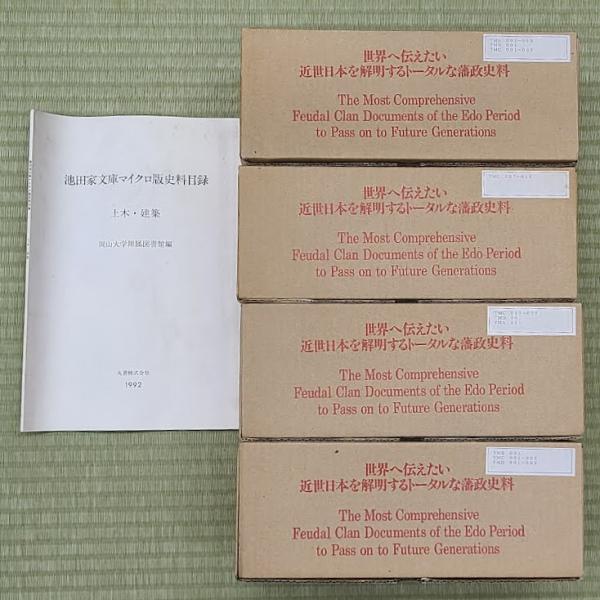 池田家文庫マイクロ版史料目録
土木・建築
岡山大学附属図書館編
丸善株式会社
1992
世界へ伝えたい
近世日本を解明するトータルな藩政史料
The Most Comprehensive
Feudal Clan Documents of the Edo Period
to Pass on to Future Generations
世界へ伝えたい
近世日本を解明するトータルな藩政史料
The Most Comprehensive
Feudal Clan Documents of the Edo Period
to Pass on to Future Generations
世界へ伝えたい
近世日本を解明するトータルな藩政史料
The Most Comprehensive
Feudal Clan Documents of the Edo Period
to Pass on to Future Generations
世界へ伝えたい
近世日本を解明するトータルな藩政史料
The Most Comprehensive
Feudal Clan Documents of the Edo Period
to Pass on to Future Generations